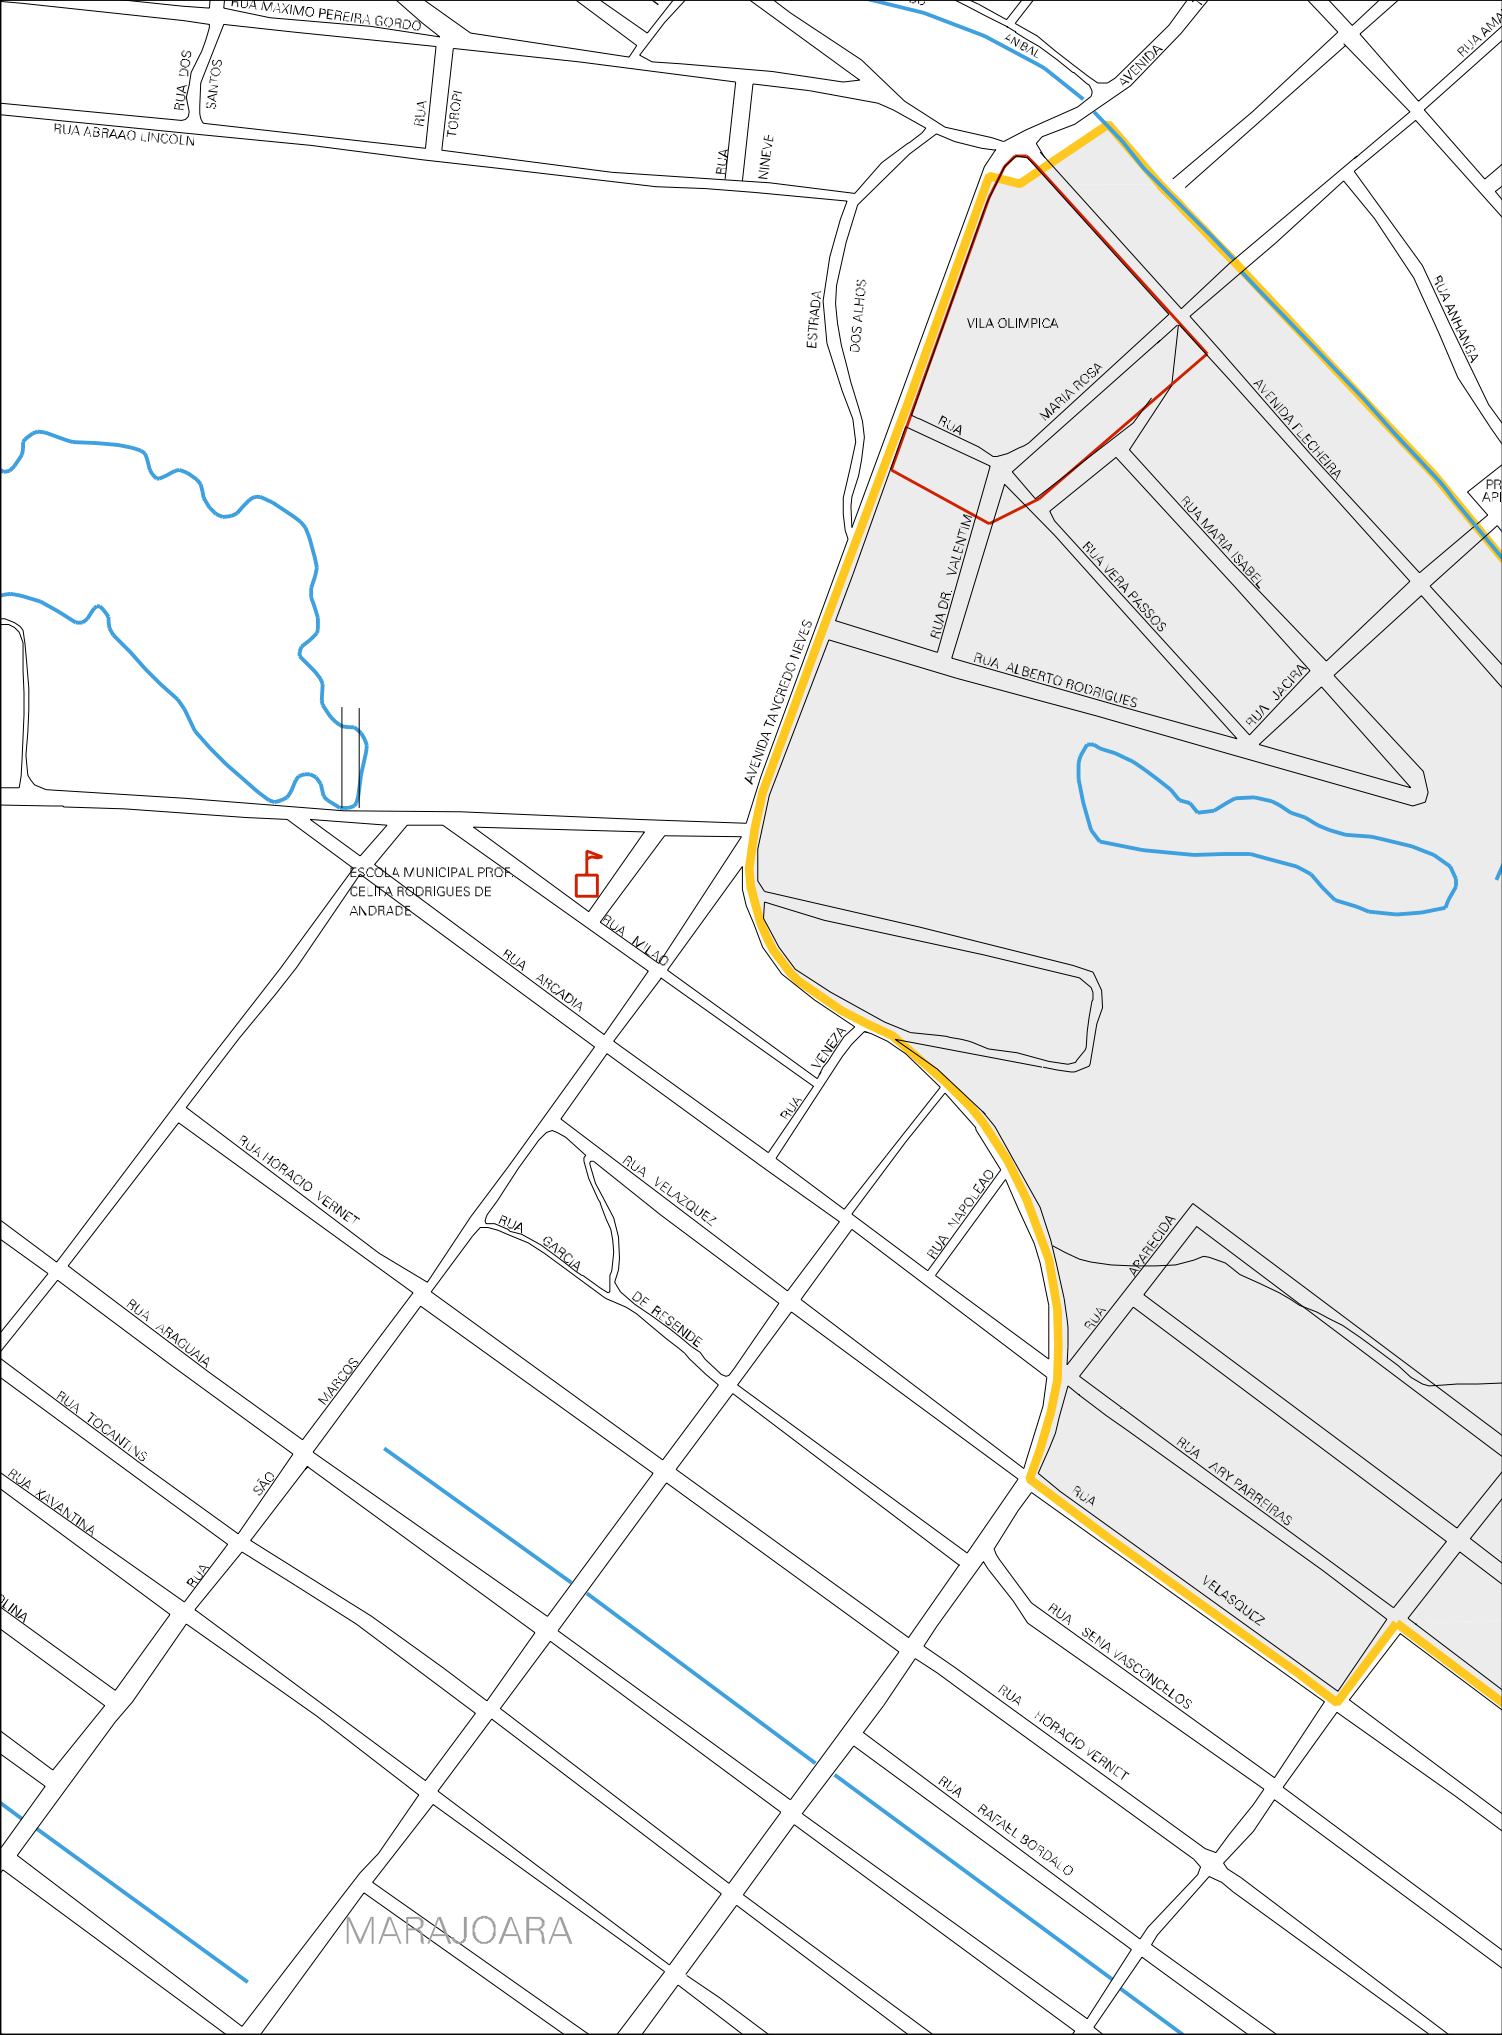 RUA MAXIMO PEREIRA GORDO
RUA DOS
SANTOS
RUA
TOROPI
RUA ABRAAO LINCOLN
RUA
NINEVE
ANBAL
AVENIDA
RUA ANHANGA
ESTRADA
DOS ALHOS
VILA OLIMPICA
MARIA ROSA
RUA
AVENIDA FLECHEIRA
RUA MARIA ISABEL
RUA VERA PASSOS
RUA DR. VALENTIM
RUA ALBERTO RODRIGUES
RUA JACIRA
AVENIDA TANCREDO NEVES
ESCOLA MUNICIPAL PROF.
CELITA RODRIGUES DE
ANDRADE
RUA MILAO
RUA ARCADIA
RUA VENEZA
RUA HORACIO VERNET
RUA VELAZQUEZ
RUA GARCIA DE RESENDE
RUA NAPOLEAO
RUA APARECIDA
RUA ARAGUAIA
RUA SÃO MARCOS
RUA TOCANTINS
RUA XAVANTINA
RUA ARY PARREIRAS
RUA VELASQUEZ
RUA SENA VASCONCELOS
RUA HORACIO VERNET
RUA RAFAEL BORDALO
MARAJOARA